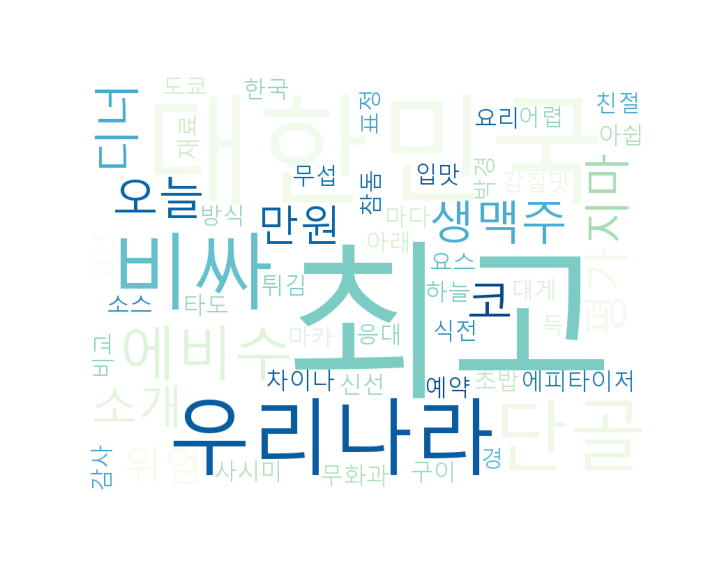 도쿄
한국
디너
대한민국
재료
표정
요리
어렵
친절
아쉽
무섭
입맛
박경
감칠맛
지마
오늘
방식
만원
참돔
마다
생맥주
아래
비싸
최고
요스
평가
소스
타도
튀김
하늘
코
대게
득
비교
에비수
마카
응대
식전
차이나
신선
예약
초밥
에피타이저
소개
우리나라
단골
감사
위엄
사시미
무화과
구이
경